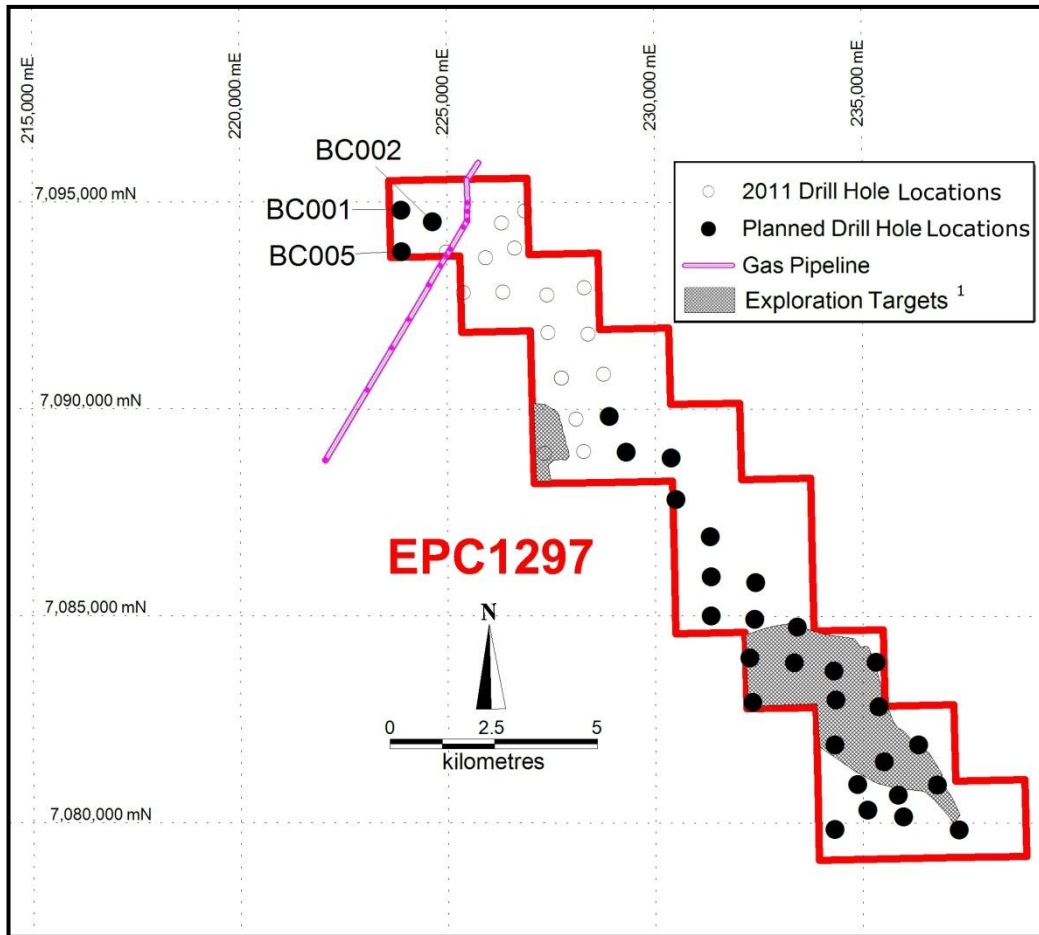 215,000 mE
220,000 mE
225,000 mE
230,000 mE
235,000 mE
BC002
7,095,000 mN
BC001
BC005
2011 Drill Hole Locations
Planned Drill Hole Locations
Gas Pipeline
Exploration Targets 1
7,090,000 mN
EPC1297
N
7,085,000 mN
0 2.5 5
kilometres
7,080,000 mN